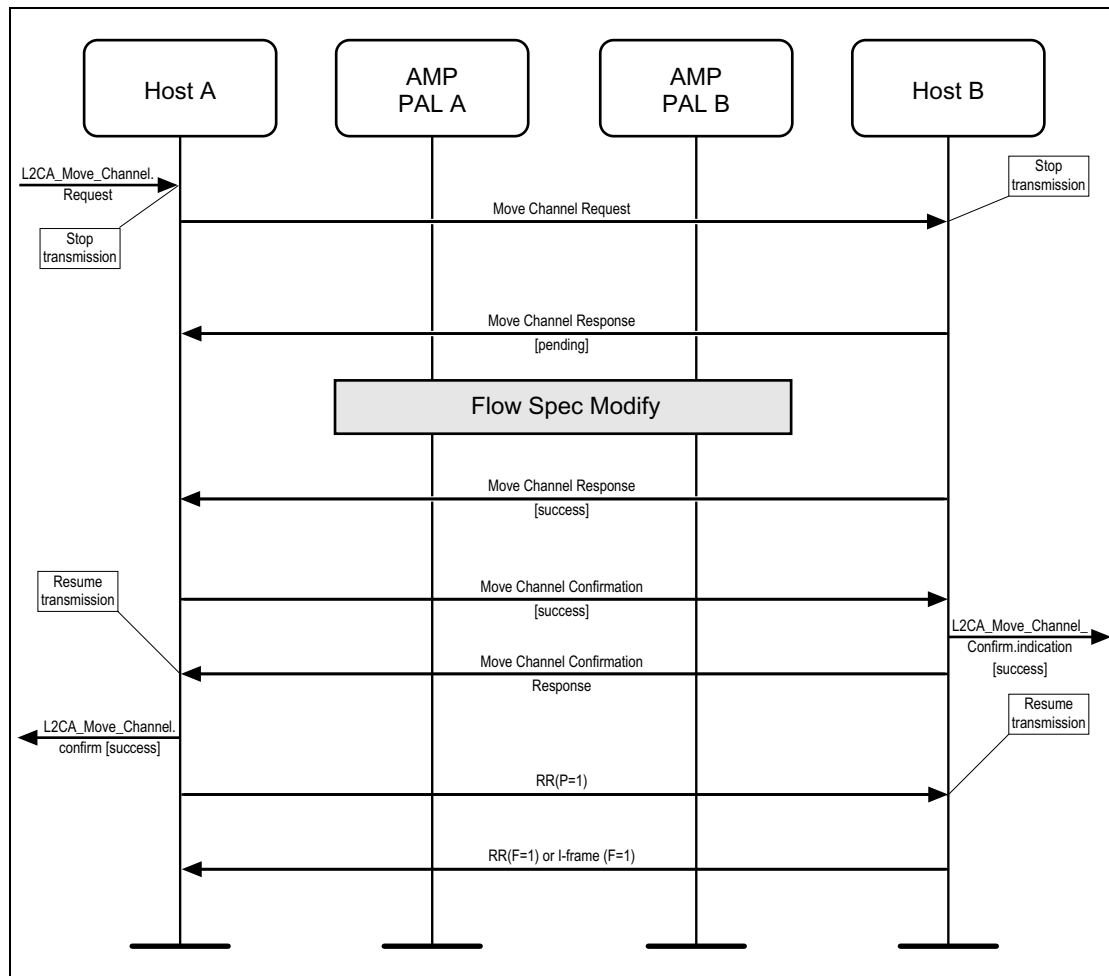 Host A
AMP
PAL A
AMP
PAL B
Host B
L2CA_Move_Channel.
Request
Stop
transmission
Move Channel Request
Stop
transmission
Move Channel Response
[pending]
Flow Spec Modify
Move Channel Response
[success]
Resume
transmission
Move Channel Confirmation
[success]
L2CA_Move_Channel_
Confirm.indication
[success]
Move Channel Confirmation
Response
L2CA_Move_Channel.
confirm [success]
Resume
transmission
RR(P=1)
RR(F=1) or I-frame (F=1)